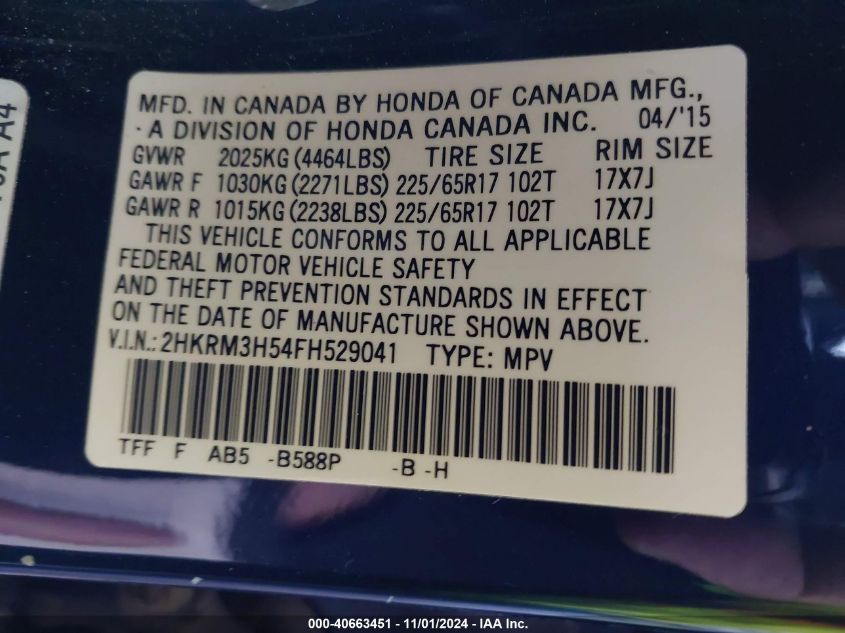 MFD. IN CANADA BY HONDA OF CANADA MFG.,
A DIVISION OF HONDA CANADA INC. 04/'15
GVWR 2025KG (4464LBS) TIRE SIZE RIM SIZE
GAWR F 1030KG (2271LBS) 225/65R17 102T 17X7J
GAWR R 1015KG (2238LBS) 225/65R17 102T 17X7J
THIS VEHICLE CONFORMS TO ALL APPLICABLE
FEDERAL MOTOR VEHICLE SAFETY
AND THEFT PREVENTION STANDARDS IN EFFECT
ON THE DATE OF MANUFACTURE SHOWN ABOVE.
V.I.N.: 2HKRM3H54FH529041 TYPE: MPV
TFF F AB5 -B588P -B -H
A4
000-40663451 - 11/01/2024 - IAA Inc.